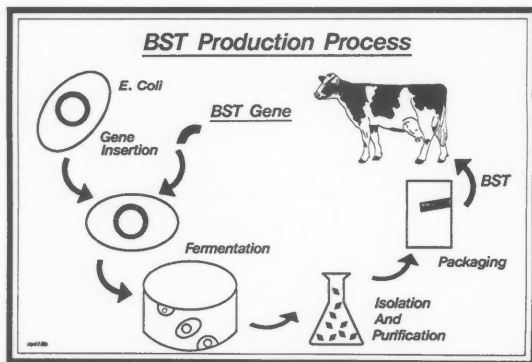 BST Production Process
E. Coli
BST Gene
Gene
Insertion
Fermentation
Isolation
And
Purification
Packaging
BST